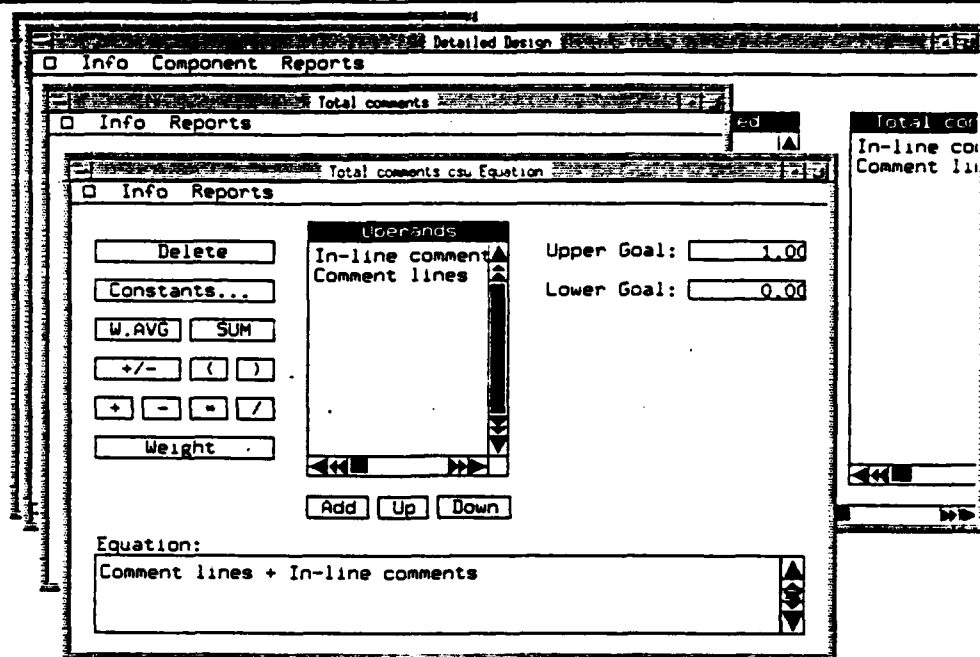 Detailed Design
Info Component Reports
Total comments
Info Reports
ed
Total com
In-line co
Comment li
Total comments csu Equation
Info Reports
Delete
Constants...
W.AVG SUM
+/- ( )
+ - * /
Weight
Operands
In-line comment
Comment lines
Add Up Down
Upper Goal: 1.00
Lower Goal: 0.00
Equation:
Comment lines + In-line comments